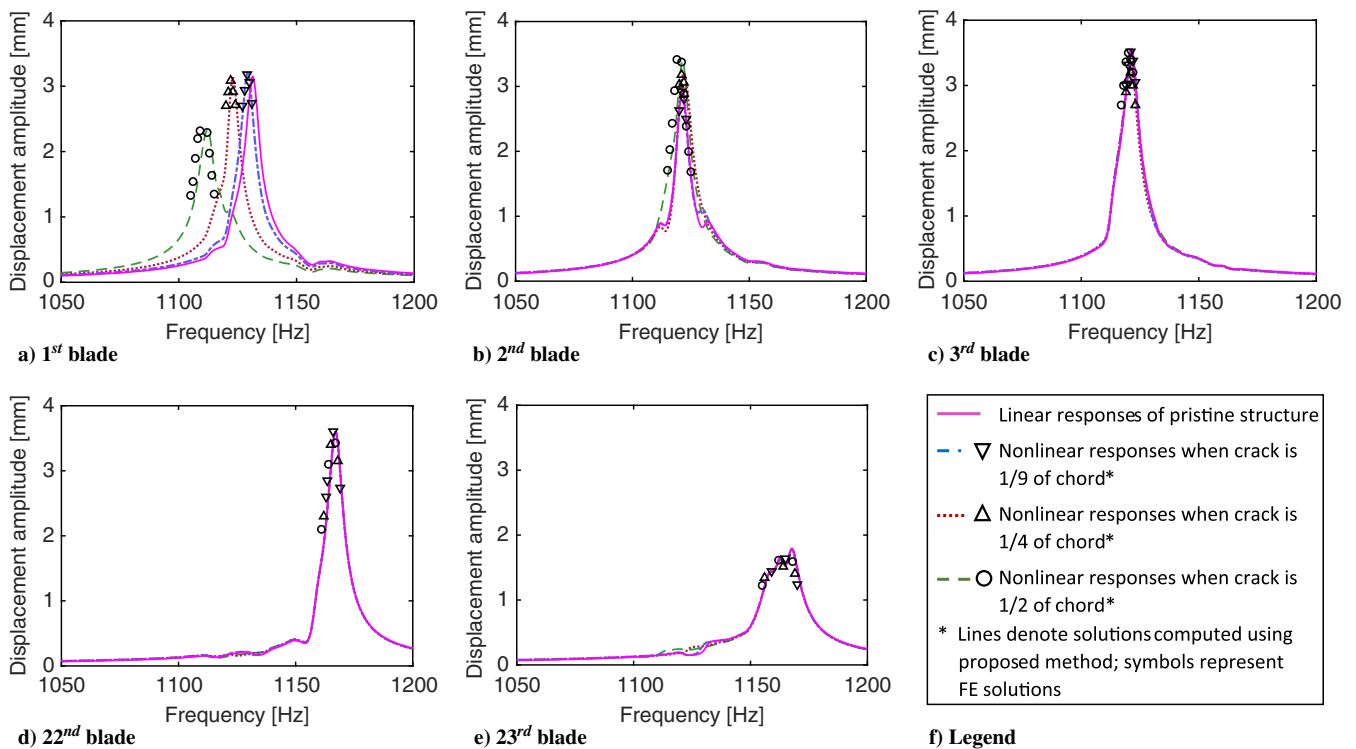 Displacement amplitude [mm]
4
3
2
1
0
1050 1100 1150 1200
Frequency [Hz]
a) 1st blade
Displacement amplitude [mm]
4
3
2
1
0
1050 1100 1150 1200
Frequency [Hz]
b) 2nd blade
Displacement amplitude [mm]
4
3
2
1
0
1050 1100 1150 1200
Frequency [Hz]
c) 3rd blade
Displacement amplitude [mm]
4
3
2
1
0
1050 1100 1150 1200
Frequency [Hz]
d) 22nd blade
Displacement amplitude [mm]
4
3
2
1
0
1050 1100 1150 1200
Frequency [Hz]
e) 23rd blade
Linear responses of pristine structure
Nonlinear responses when crack is
1/9 of chord*
Nonlinear responses when crack is
1/4 of chord*
Nonlinear responses when crack is
1/2 of chord*
* Lines denote solutions computed using
proposed method; symbols represent
FE solutions
f) Legend